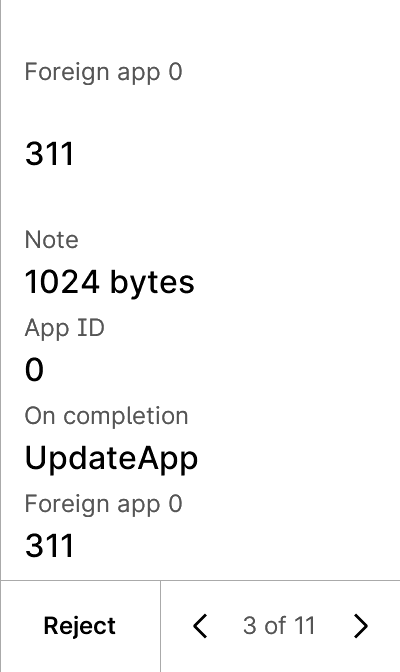 Foreign app 0
311
Note
1024 bytes
App ID
0
On completion
UpdateApp
Foreign app 0
311
Reject
3 of 11